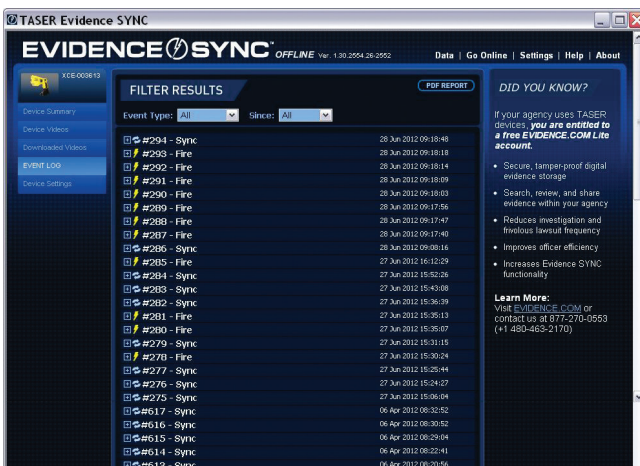 TASER Evidence SYNC
EVIDENCE SYNC OFFLINE Ver. 1.30.2554.26-2552
Data | Go Online | Settings | Help | About
XCE-003613
Device Summary
Device Videos
Downloaded Videos
EVENT LOG
Device Settings
FILTER RESULTS
PDF REPORT
Event Type: All Since: All
#294 - Sync 28 Jun 2012 09:18:48
#293 - Fire 28 Jun 2012 09:18:18
#292 - Fire 28 Jun 2012 09:18:14
#291 - Fire 28 Jun 2012 09:18:09
#290 - Fire 28 Jun 2012 09:18:03
#289 - Fire 28 Jun 2012 09:17:56
#288 - Fire 28 Jun 2012 09:17:47
#287 - Fire 28 Jun 2012 09:17:40
#286 - Sync 28 Jun 2012 09:08:16
#285 - Fire 27 Jun 2012 16:12:29
#284 - Sync 27 Jun 2012 15:52:26
#283 - Sync 27 Jun 2012 15:43:08
#282 - Sync 27 Jun 2012 15:36:39
#281 - Fire 27 Jun 2012 15:35:13
#280 - Fire 27 Jun 2012 15:35:07
#279 - Sync 27 Jun 2012 15:31:15
#278 - Fire 27 Jun 2012 15:30:24
#277 - Sync 27 Jun 2012 15:25:44
#276 - Sync 27 Jun 2012 15:24:27
#275 - Sync 27 Jun 2012 15:06:04
#617 - Sync 06 Apr 2012 08:32:52
#616 - Sync 06 Apr 2012 08:30:52
#615 - Sync 06 Apr 2012 08:29:04
#614 - Sync 06 Apr 2012 08:22:41
#613 - Sync 06 Apr 2012 08:20:56
DID YOU KNOW?
If your agency uses TASER
devices, you are entitled to
a free EVIDENCE.COM Lite
account.
• Secure, tamper-proof digital
evidence storage
• Search, review, and share
evidence within your agency
• Reduces investigation and
frivolous lawsuit frequency
• Improves officer efficiency
• Increases Evidence SYNC
functionality
Learn More:
Visit EVIDENCE.COM or
contact us at 877-270-0553
(+1 480-463-2170)